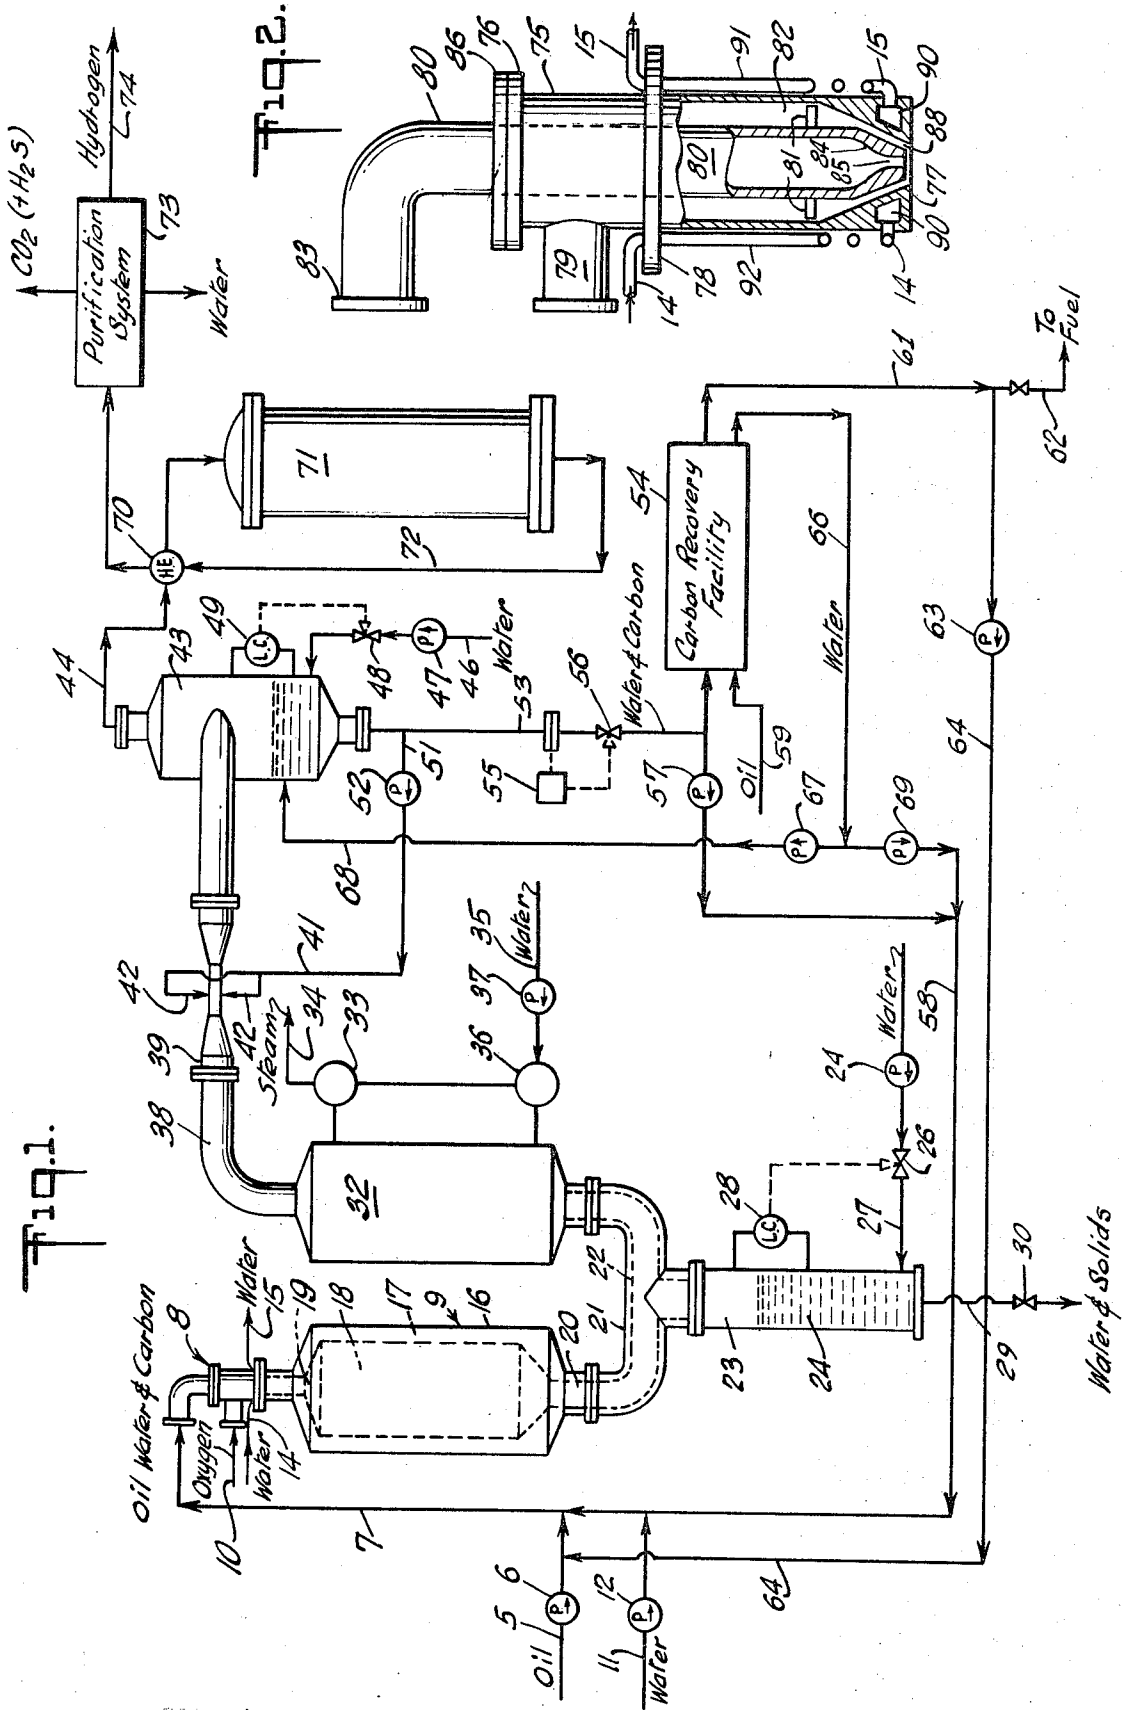 Fig.1.
Oil Water & Carbon
8
Oxygen
10
Water
14
Water
15
19
18
17
9
16
20
21
22
7
Oil
5
6
P
Water
11
12
P
64
23
24
L.C.
28
27
26
24
P
Water
29
30
Water & Solids
58
32
38
39
42
42
41
Steam
34
33
36
37
P
35
Water
68
44
43
L.C.
49
48
47
P
46
Water
52
P
51
53
55
56
Water & Carbon
57
P
Oil
59
Carbon Recovery
Facility
54
66
Water
67
P
69
P
61
62
To
Fuel
63
P
64
H.E.
70
71
72
Purification
System
73
CO2 (+H2S)
Water
Hydrogen
74
Fig.2.
83
80
86
76
75
79
15
14
78
91
92
80
81
82
84
85
15
90
88
77
90
14